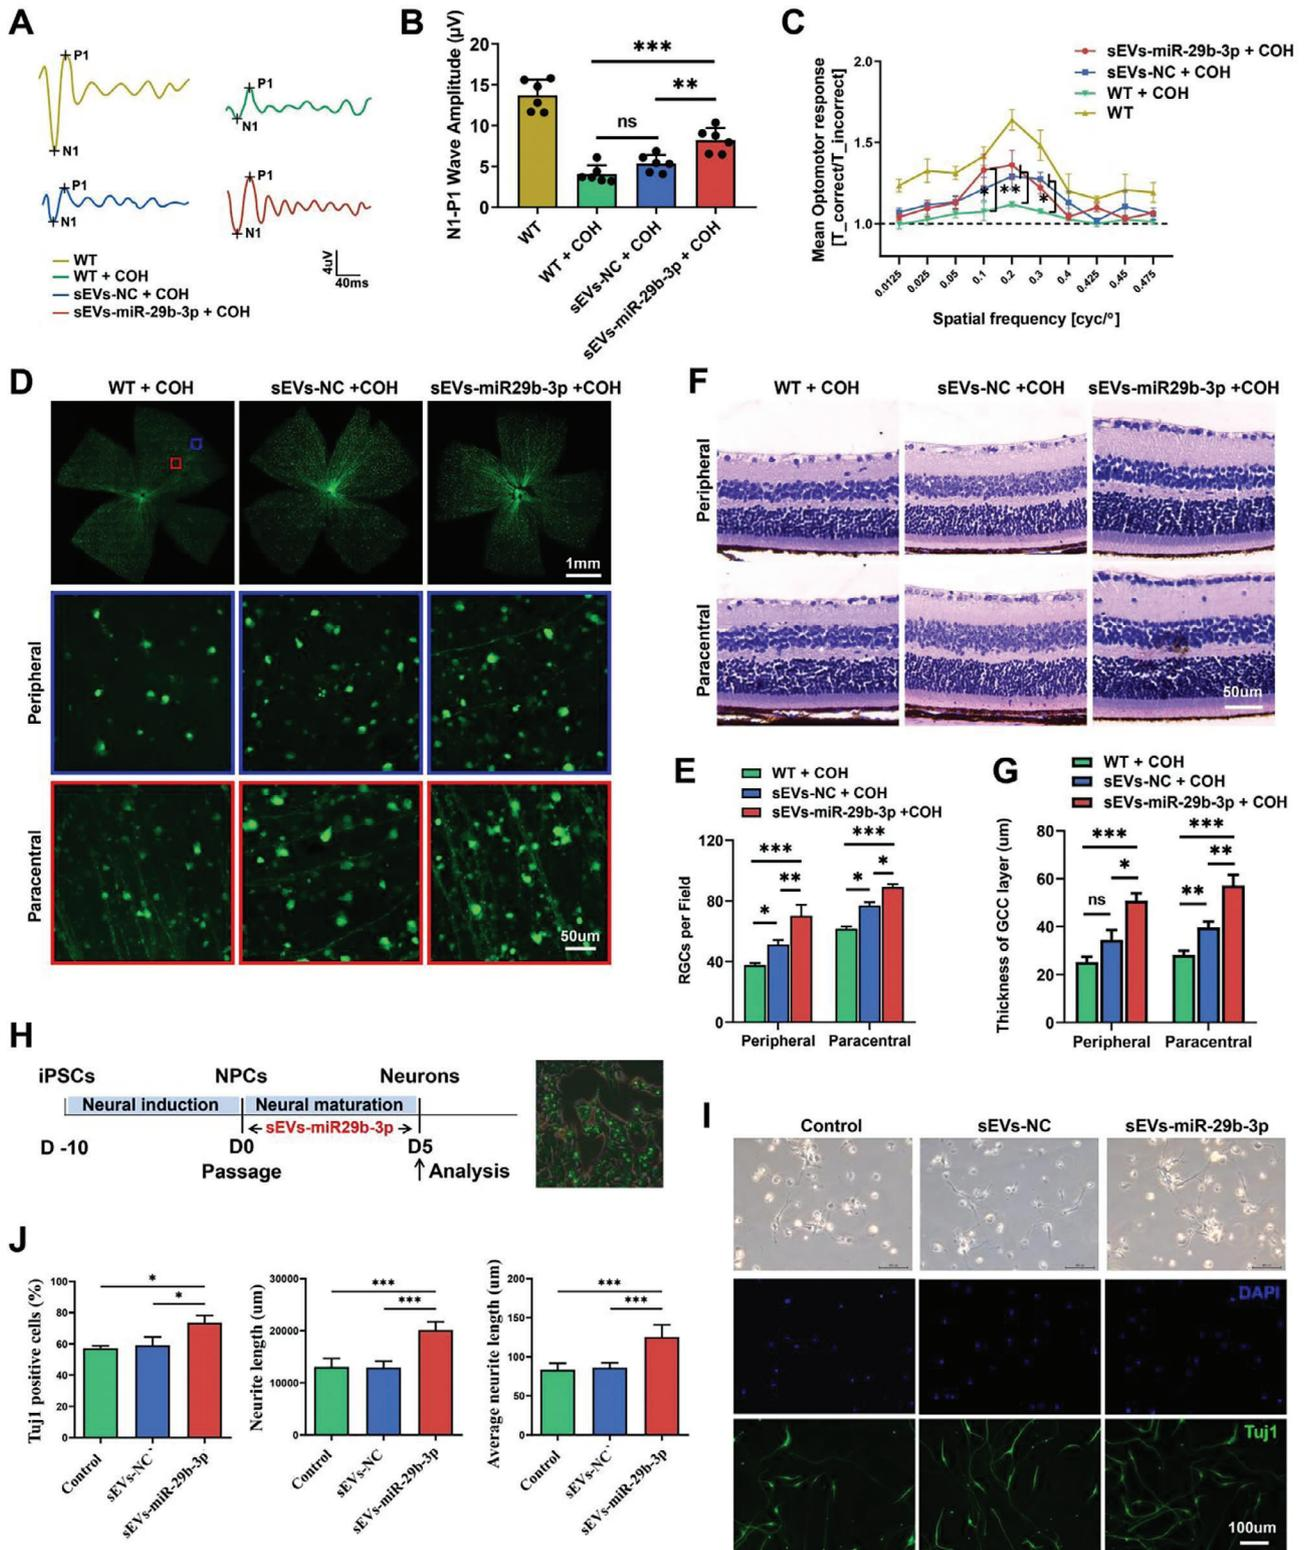 A
P1
N1
P1
N1
P1
N1
P1
N1
WT
WT + COH
sEVs-NC + COH
sEVs-miR-29b-3p + COH
4uV
40ms
B
N1-P1 Wave Amplitude (μV)
20
15
10
5
0
***
**
ns
WT
WT + COH
sEVs-NC + COH
sEVs-miR-29b-3p + COH
C
Mean Optomotor response
[T_correct/T_incorrect]
2.0
1.5
1.0
sEVs-miR-29b-3p + COH
sEVs-NC + COH
WT + COH
WT
*
**
*
0.0125
0.025
0.05
0.1
0.2
0.3
0.4
0.425
0.45
0.475
Spatial frequency [cyc/°]
D
WT + COH
sEVs-NC +COH
sEVs-miR29b-3p +COH
1mm
Peripheral
Paracentral
50um
F
WT + COH
sEVs-NC +COH
sEVs-miR29b-3p +COH
Peripheral
Paracentral
50um
E
WT + COH
sEVs-NC + COH
sEVs-miR-29b-3p +COH
RGCs per Field
120
80
40
0
***
**
*
***
*
*
Peripheral
Paracentral
G
WT + COH
sEVs-NC + COH
sEVs-miR-29b-3p + COH
Thickness of GCC layer (um)
80
60
40
20
0
***
*
ns
***
**
**
Peripheral
Paracentral
H
iPSCs
NPCs
Neurons
Neural induction
Neural maturation
sEVs-miR29b-3p
D -10
D0
D5
Passage
Analysis
I
Control
sEVs-NC
sEVs-miR-29b-3p
DAPI
Tuj1
100um
J
Tuj1 positive cells (%)
100
80
60
40
20
0
*
*
Control
sEVs-NC`
sEVs-miR-29b-3p
Neurite length (um)
30000
20000
10000
0
***
***
Control
sEVs-NC
sEVs-miR-29b-3p
Average neurite length (um)
200
150
100
50
0
***
***
Control
sEVs-NC
sEVs-miR-29b-3p